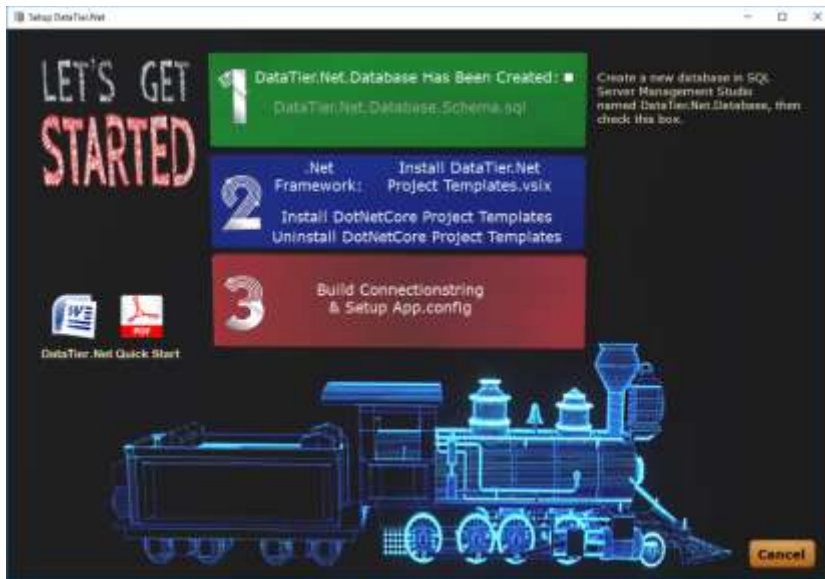 Setup DataTier.Net
LET'S GET
STARTED
1
DataTier.Net.Database Has Been Created:
DataTier.Net.Database.Schema.sql
Create a new database in SQL
Server Management Studio
named DataTier.Net.Database, then
check this box.
2
.Net
Framework:
Install DataTier.Net
Project Templates.vsix
Install DotNetCore Project Templates
Uninstall DotNetCore Project Templates
3
Build Connectionstring
& Setup App.config
W
PDF
DataTier.Net Quick Start
Cancel